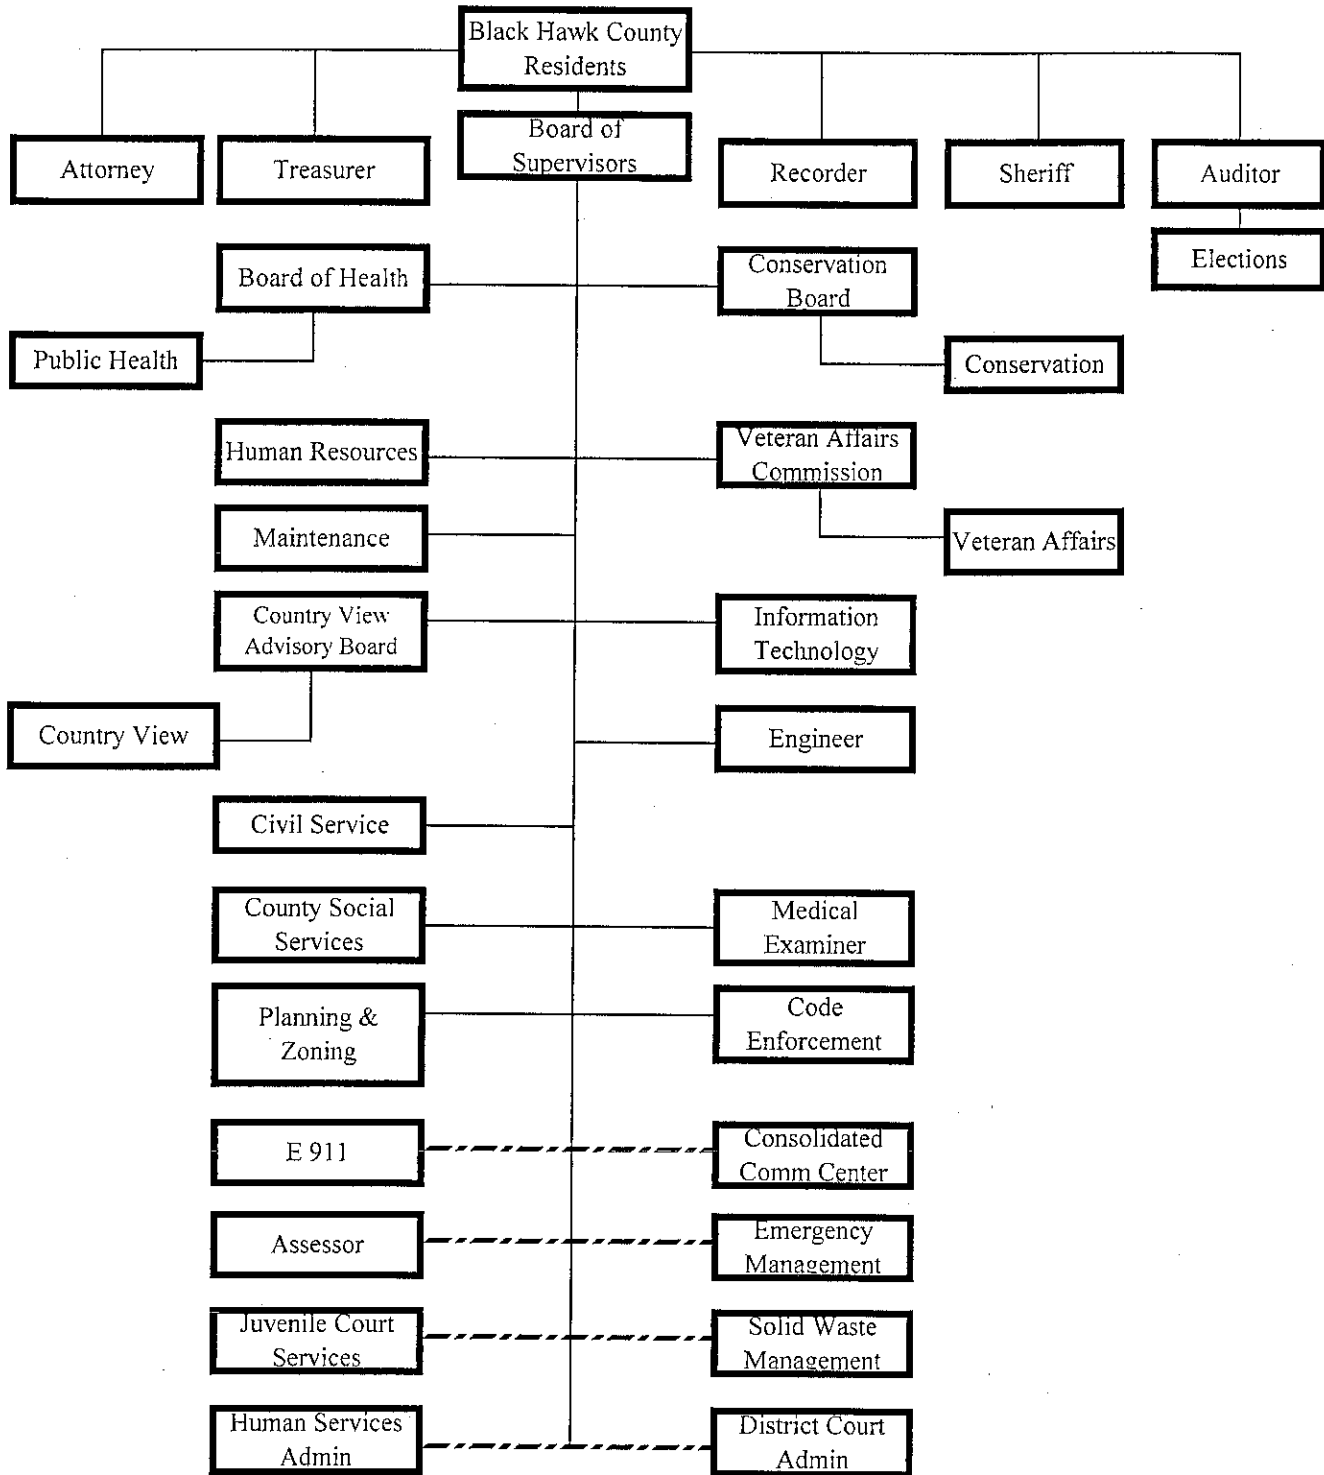 Black Hawk County
Residents
Board of
Supervisors
Attorney
Treasurer
Recorder
Sheriff
Auditor
Elections
Board of Health
Conservation
Board
Public Health
Conservation
Human Resources
Veteran Affairs
Commission
Maintenance
Veteran Affairs
Country View
Advisory Board
Information
Technology
Country View
Engineer
Civil Service
County Social
Services
Medical
Examiner
Planning &
Zoning
Code
Enforcement
E 911
Consolidated
Comm Center
Assessor
Emergency
Management
Juvenile Court
Services
Solid Waste
Management
Human Services
Admin
District Court
Admin